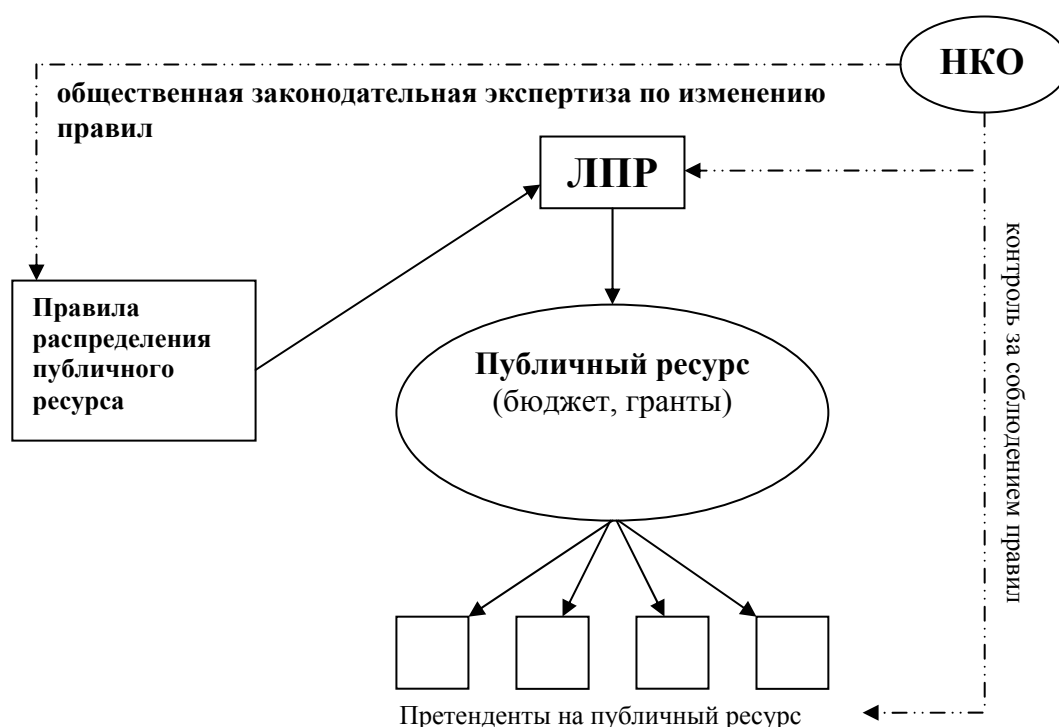 НКО
общественная законодательная экспертиза по изменению
правил
ЛПР
Правила
распределения
публичного
ресурса
Публичный ресурс
(бюджет, гранты)
контроль за соблюдением правил
Претенденты на публичный ресурс